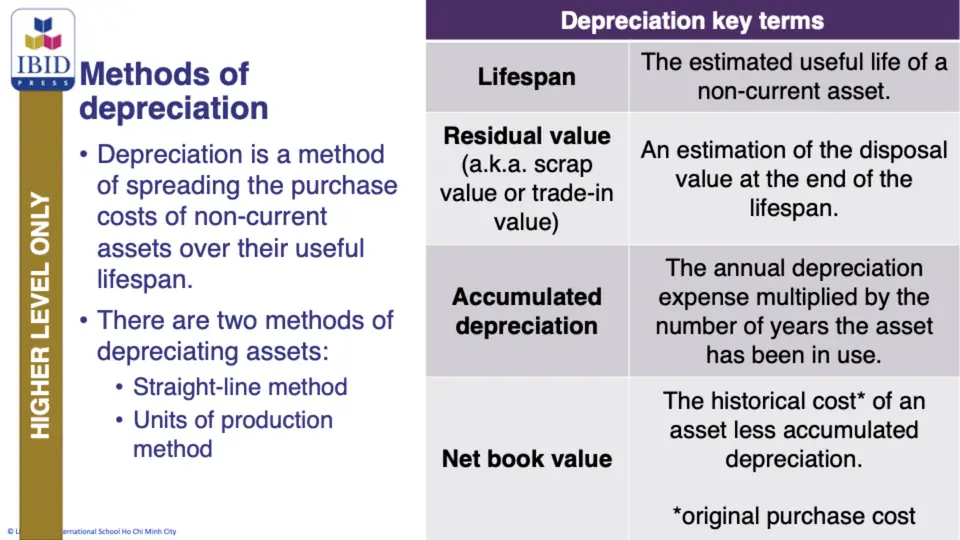 IBID
PRESS
HIGHER LEVEL ONLY
Methods of
depreciation
• Depreciation is a method
of spreading the purchase
costs of non-current
assets over their useful
lifespan.
• There are two methods of
depreciating assets:
• Straight-line method
• Units of production
method
Depreciation key terms
Lifespan
The estimated useful life of a
non-current asset.
Residual value
(a.k.a. scrap
value or trade-in
value)
An estimation of the disposal
value at the end of the
lifespan.
Accumulated
depreciation
The annual depreciation
expense multiplied by the
number of years the asset
has been in use.
Net book value
The historical cost* of an
asset less accumulated
depreciation.
*original purchase cost
© International School Ho Chi Minh City